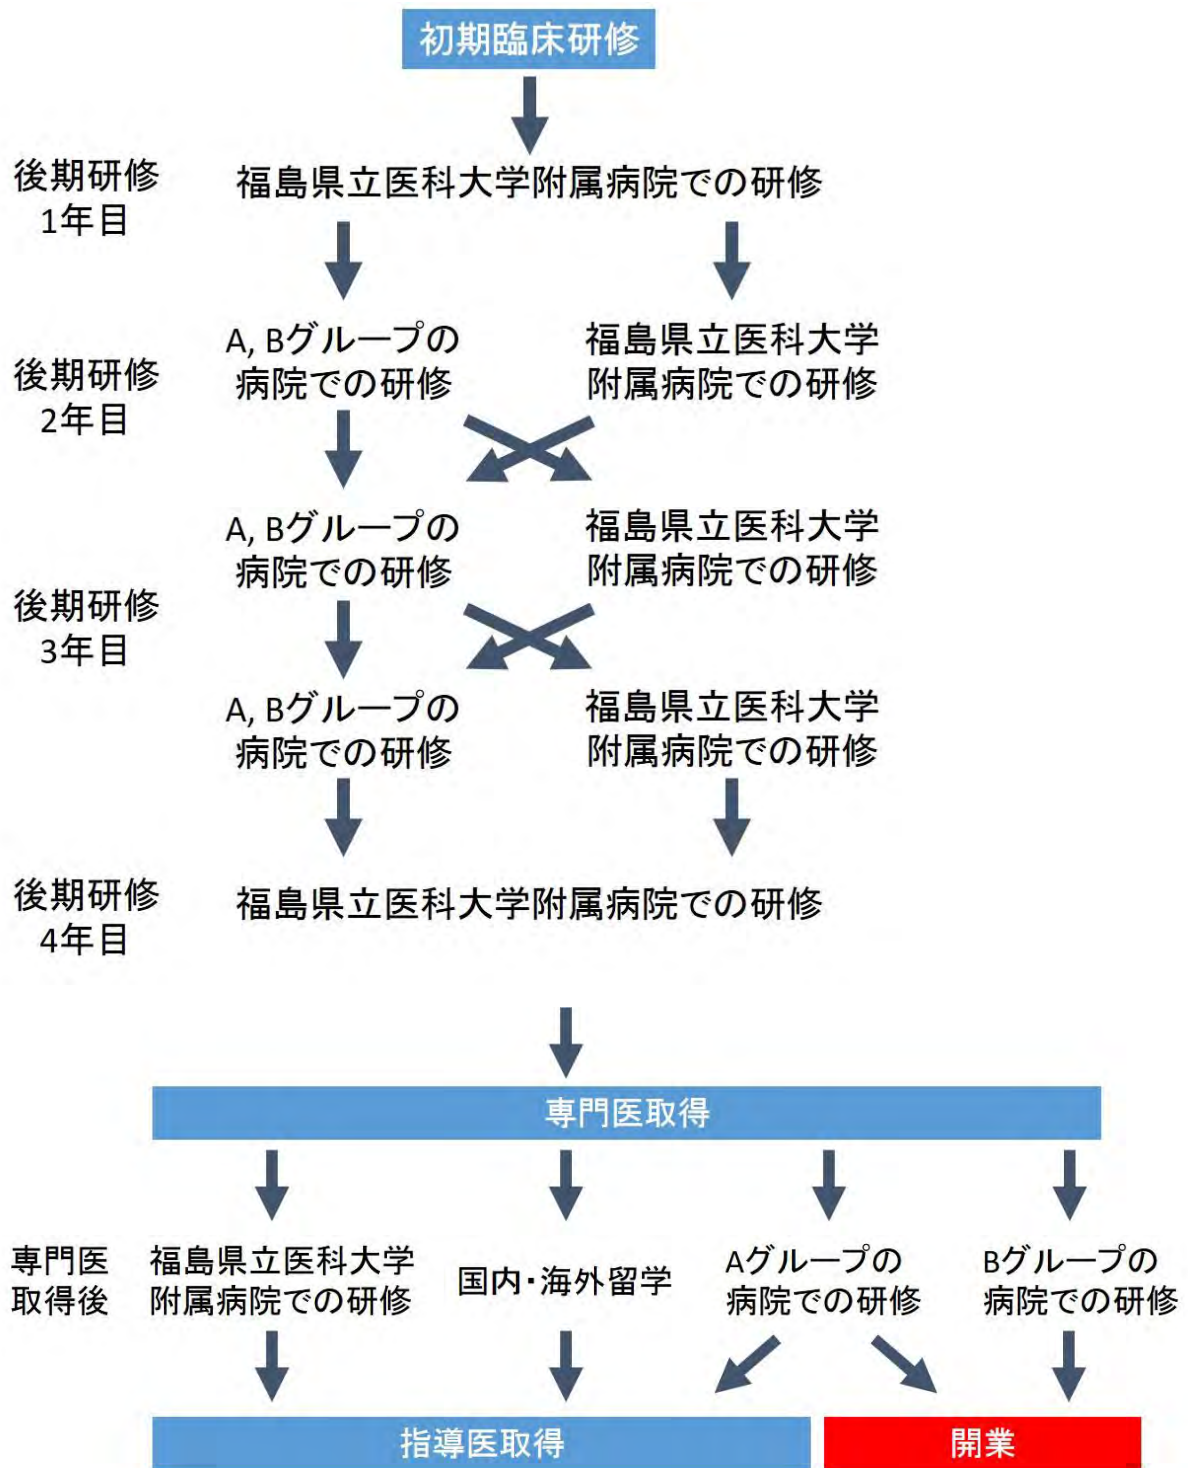 初期臨床研修
後期研修
1年目
福島県立医科大学附属病院での研修
後期研修
2年目
A, Bグループの
病院での研修
福島県立医科大学
附属病院での研修
後期研修
3年目
A, Bグループの
病院での研修
福島県立医科大学
附属病院での研修
A, Bグループの
病院での研修
福島県立医科大学
附属病院での研修
後期研修
4年目
福島県立医科大学附属病院での研修
専門医取得
専門医
取得後
福島県立医科大学
附属病院での研修
国内・海外留学
Aグループの
病院での研修
Bグループの
病院での研修
指導医取得
開業